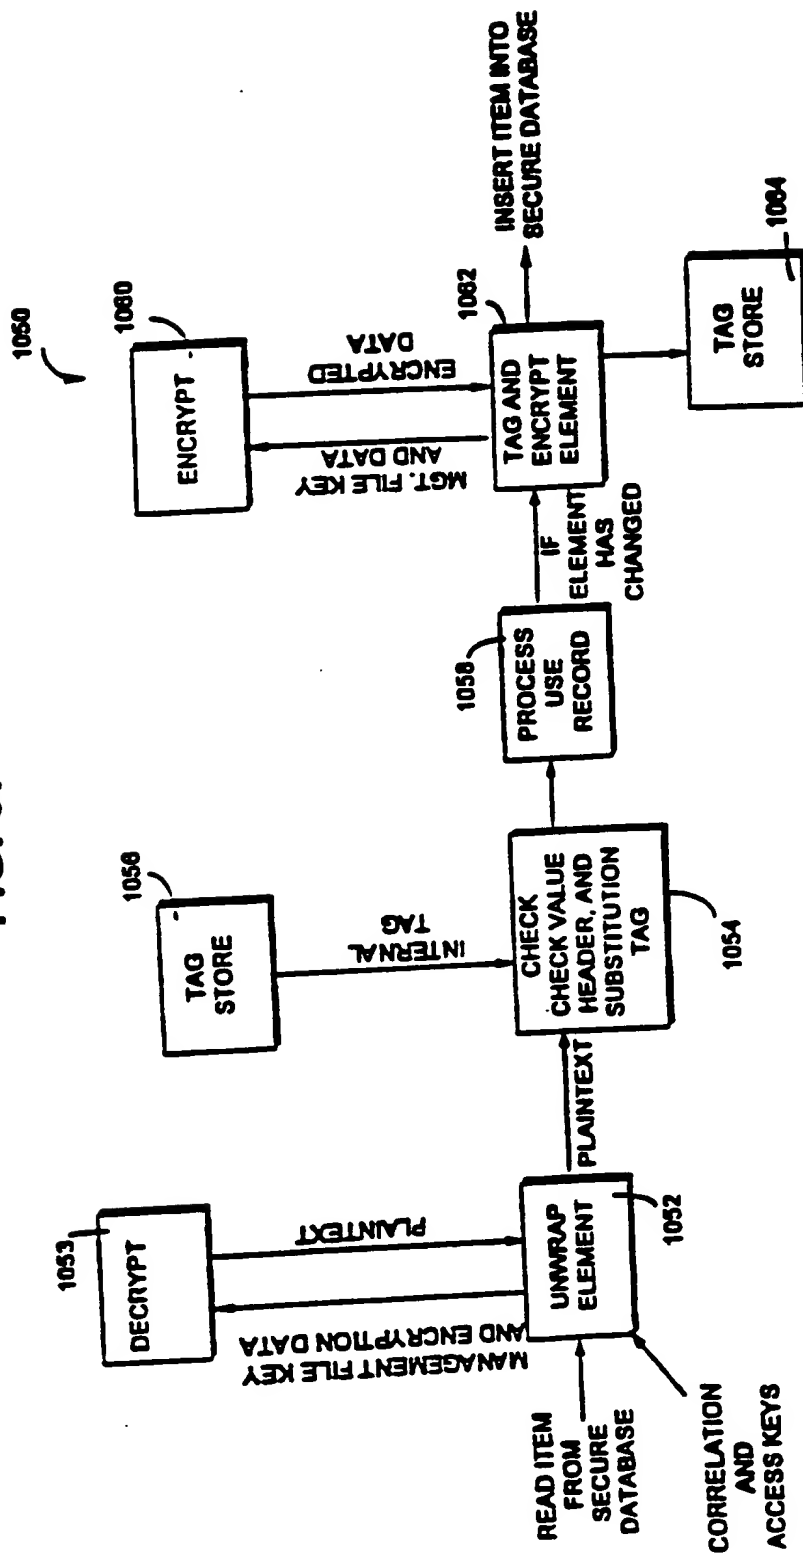 1050
1053
DECRYPT
PLAINTEXT
MANAGEMENT FILE KEY
AND ENCRYPTION DATA
READ ITEM
FROM
SECURE
DATABASE
CORRELATION
AND
ACCESS KEYS
UNWRAP
ELEMENT
1052
PLAINTEXT
1056
TAG
STORE
INTERNAL
TAG
CHECK
CHECK VALUE
HEADER, AND
SUBSTITUTION
TAG
1054
1058
PROCESS
USE
RECORD
IF
ELEMENT
HAS
CHANGED
1060
ENCRYPT
ENCRYPTED
DATA
MGT. FILE KEY
AND DATA
1062
TAG AND
ENCRYPT
ELEMENT
INSERT ITEM INTO
SECURE DATABASE
TAG
STORE
1064